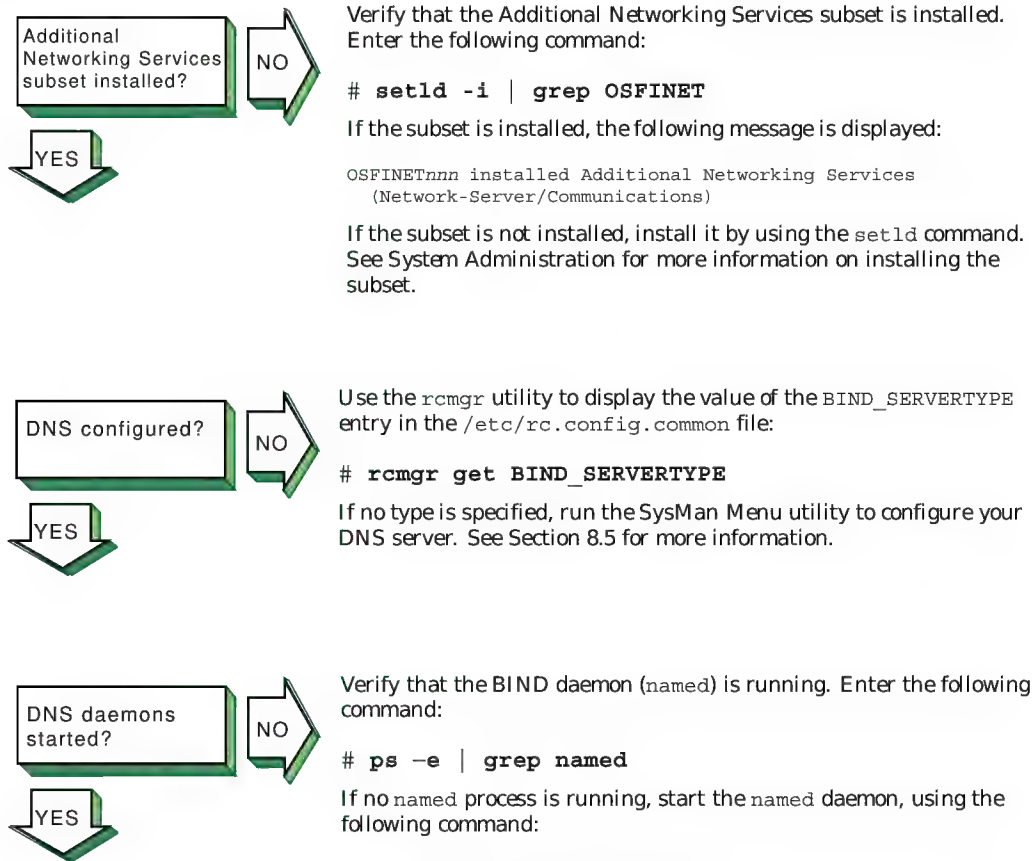 Additional
Networking Services
subset installed?
NO
YES
Verify that the Additional Networking Services subset is installed.
Enter the following command:
# setld -i | grep OSFINET
If the subset is installed, the following message is displayed:
OSFINETnnn installed Additional Networking Services
(Network-Server/Communications)
If the subset is not installed, install it by using the setld command.
See System Administration for more information on installing the
subset.
DNS configured?
NO
YES
Use the rcmgr utility to display the value of the BIND_SERVERTYPE
entry in the /etc/rc.config.common file:
# rcmgr get BIND_SERVERTYPE
If no type is specified, run the SysMan Menu utility to configure your
DNS server. See Section 8.5 for more information.
DNS daemons
started?
NO
YES
Verify that the BIND daemon (named) is running. Enter the following
command:
# ps −e | grep named
If no named process is running, start the named daemon, using the
following command: